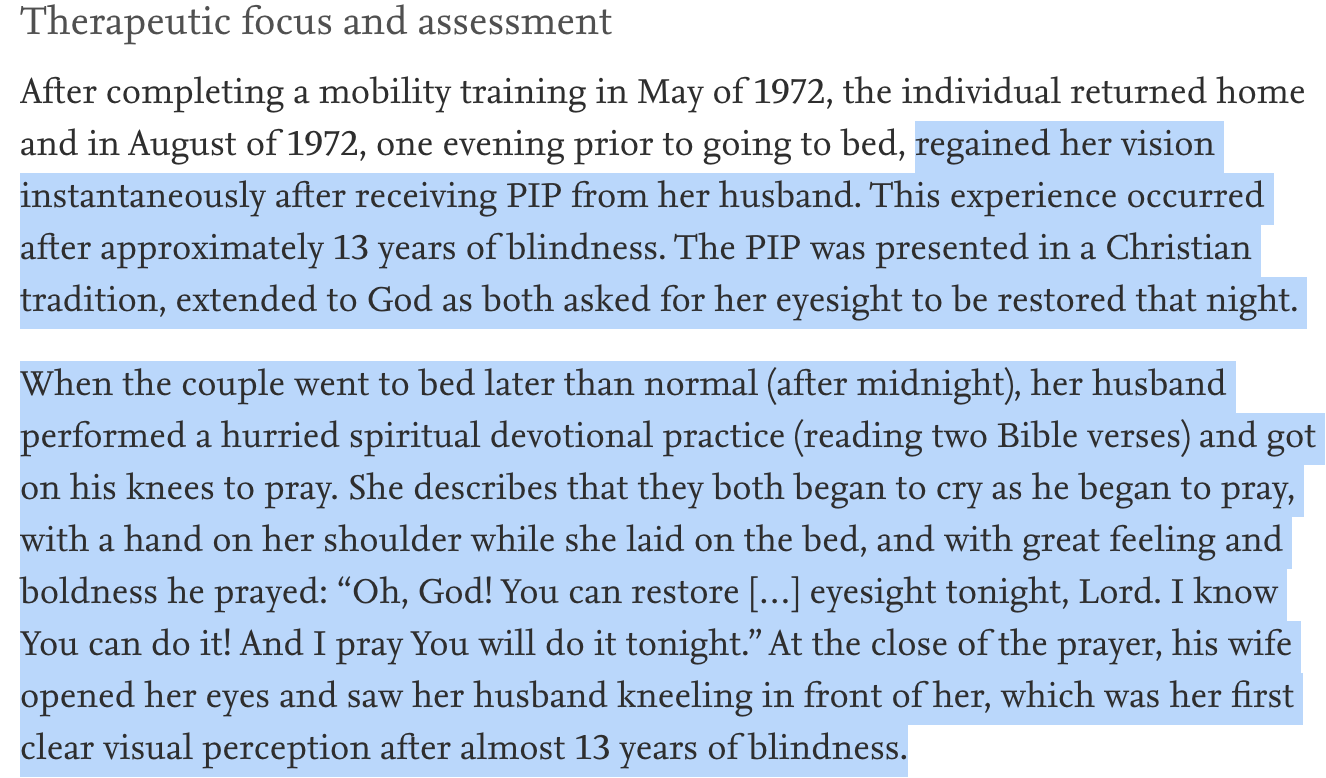 Therapeutic focus and assessment
After completing a mobility training in May of 1972, the individual returned home
and in August of 1972, one evening prior to going to bed, regained her vision
instantaneously after receiving PIP from her husband. This experience occurred
after approximately 13 years of blindness. The PIP was presented in a Christian
tradition, extended to God as both asked for her eyesight to be restored that night.
When the couple went to bed later than normal (after midnight), her husband
performed a hurried spiritual devotional practice (reading two Bible verses) and got
on his knees to pray. She describes that they both began to cry as he began to pray,
with a hand on her shoulder while she laid on the bed, and with great feeling and
boldness he prayed: “Oh, God! You can restore […] eyesight tonight, Lord. I know
You can do it! And I pray You will do it tonight.” At the close of the prayer, his wife
opened her eyes and saw her husband kneeling in front of her, which was her first
clear visual perception after almost 13 years of blindness.